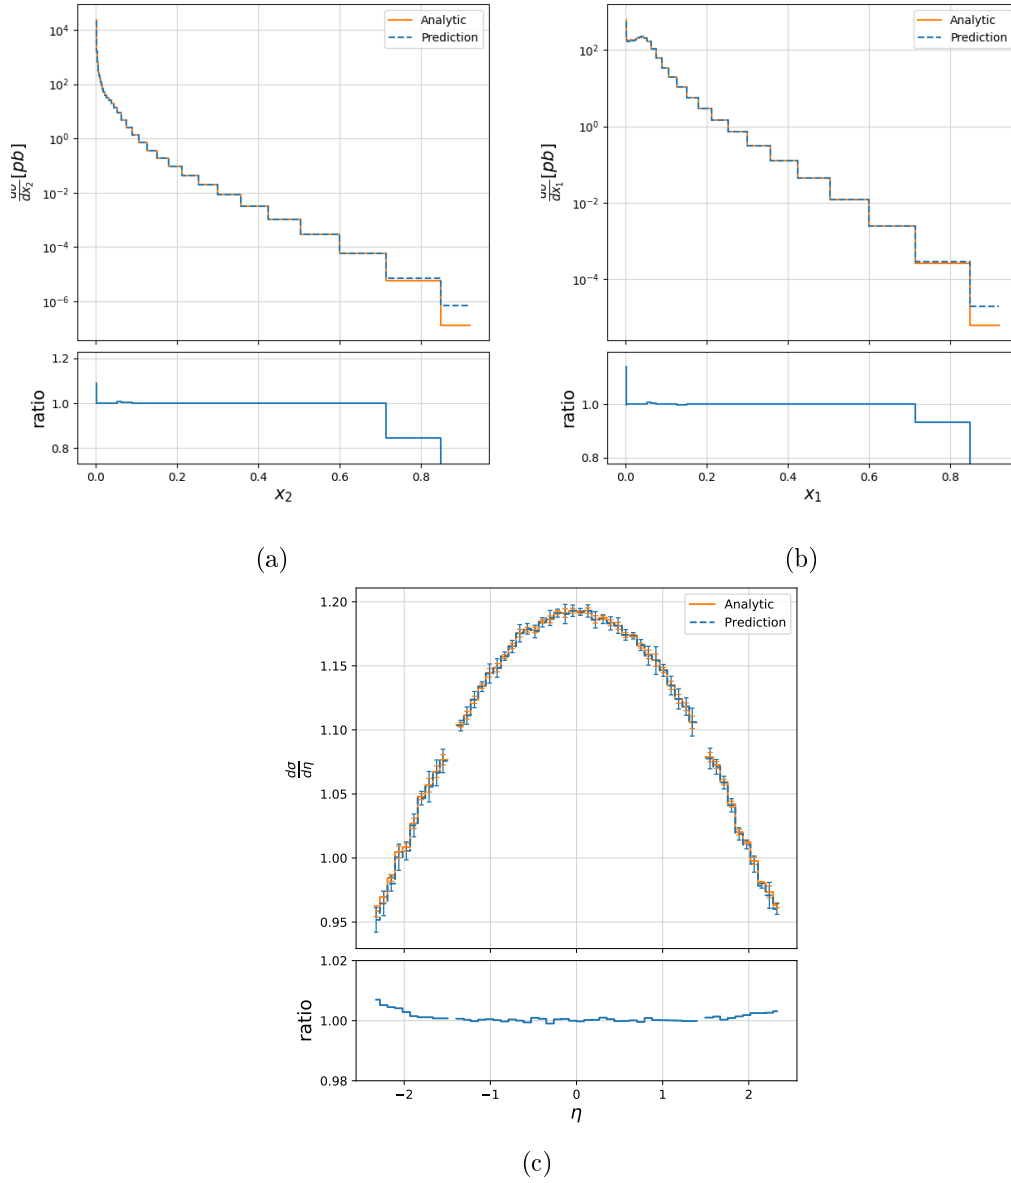 10⁴
10²
10⁰
10⁻²
10⁻⁴
10⁻⁶
dσ/dx₂ [pb]
Analytic
Prediction
1.2
1.0
0.8
ratio
0.0 0.2 0.4 0.6 0.8
x₂
(a)
10²
10⁰
10⁻²
10⁻⁴
dσ/dx₁ [pb]
Analytic
Prediction
1.0
0.8
ratio
0.0 0.2 0.4 0.6 0.8
x₁
(b)
1.20
1.15
1.10
1.05
1.00
0.95
dσ/dη
Analytic
Prediction
1.02
1.00
0.98
ratio
−2 −1 0 1 2
η
(c)